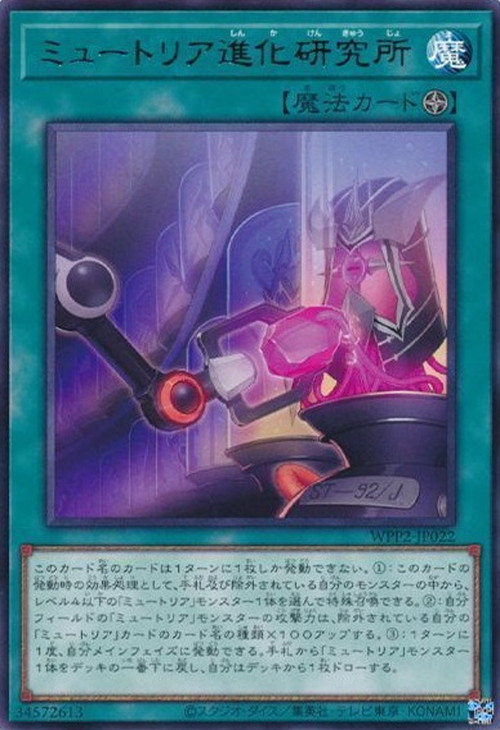 ミュートリア進化研究所
魔
【魔法カード】
ST-92/J
WPP2-JP022
このカード名のカードは１ターンに１枚しか発動できない。①：このカードの
発動時の効果処理として、手札及び除外されている自分のモンスターの中から、
レベル４以下の「ミュートリア」モンスター１体を選んで特殊召喚できる。②：自分
フィールドの「ミュートリア」モンスターの攻撃力は、除外されている自分の
「ミュートリア」カードのカード名の種類×１００アップする。③：１ターンに
１度、自分メインフェイズに発動できる。手札から「ミュートリア」モンスター
１体をデッキの一番下に戻し、自分はデッキから１枚ドローする。
34572613 ©スタジオ・ダイス／集英社・テレビ東京・KONAMI